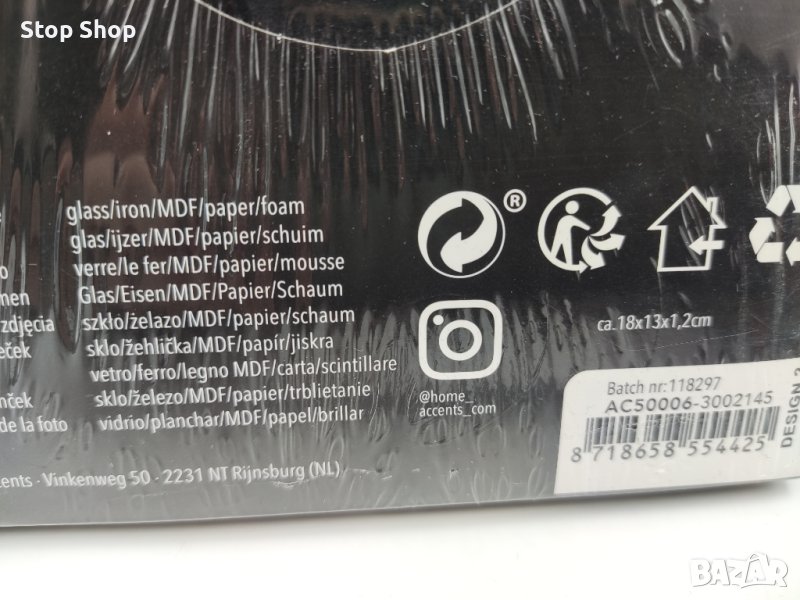 Stop Shop
glass/iron/MDF/paper/foam
glas/ijzer/MDF/papier/schuim
verre/le fer/MDF/papier/mousse
men Glas/Eisen/MDF/Papier/Schaum
zdjęcia szkło/żelazo/MDF/papier/schaum
eček sklo/žehlička/MDF/papír/jiskra
vetro/ferro/legno MDF/carta/scintillare
nček sklo/železo/MDF/papier/trblietanie
de la foto vidrio/planchar/MDF/papel/brillar
cents · Vinkenweg 50 - 2231 NT Rijnsburg (NL)
®
@home_
accents_com
ca.18x13x1,2cm
Batch nr:118297
AC50006-3002145
8 718658 554425
DESIGN
BAZAR